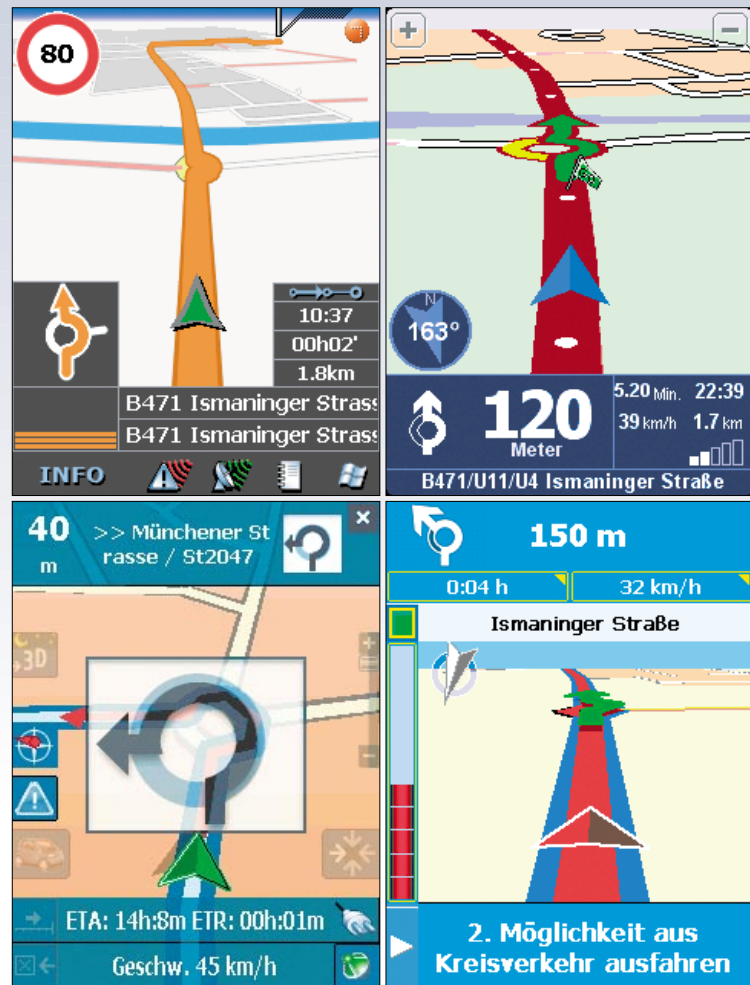 80
10:37
00h02'
1.8km
B471 Ismaninger Strass
B471 Ismaninger Strass
INFO
+
−
N
163°
120
Meter
5.20 Min. 22:39
39 km/h 1.7 km
B471/U11/U4 Ismaninger Straße
40
m
>> Münchener St
rasse / St2047
3D
+
-
ETA: 14h:8m ETR: 00h:01m
Geschw. 45 km/h
150 m
0:04 h
32 km/h
Ismaninger Straße
2. Möglichkeit aus
Kreisverkehr ausfahren